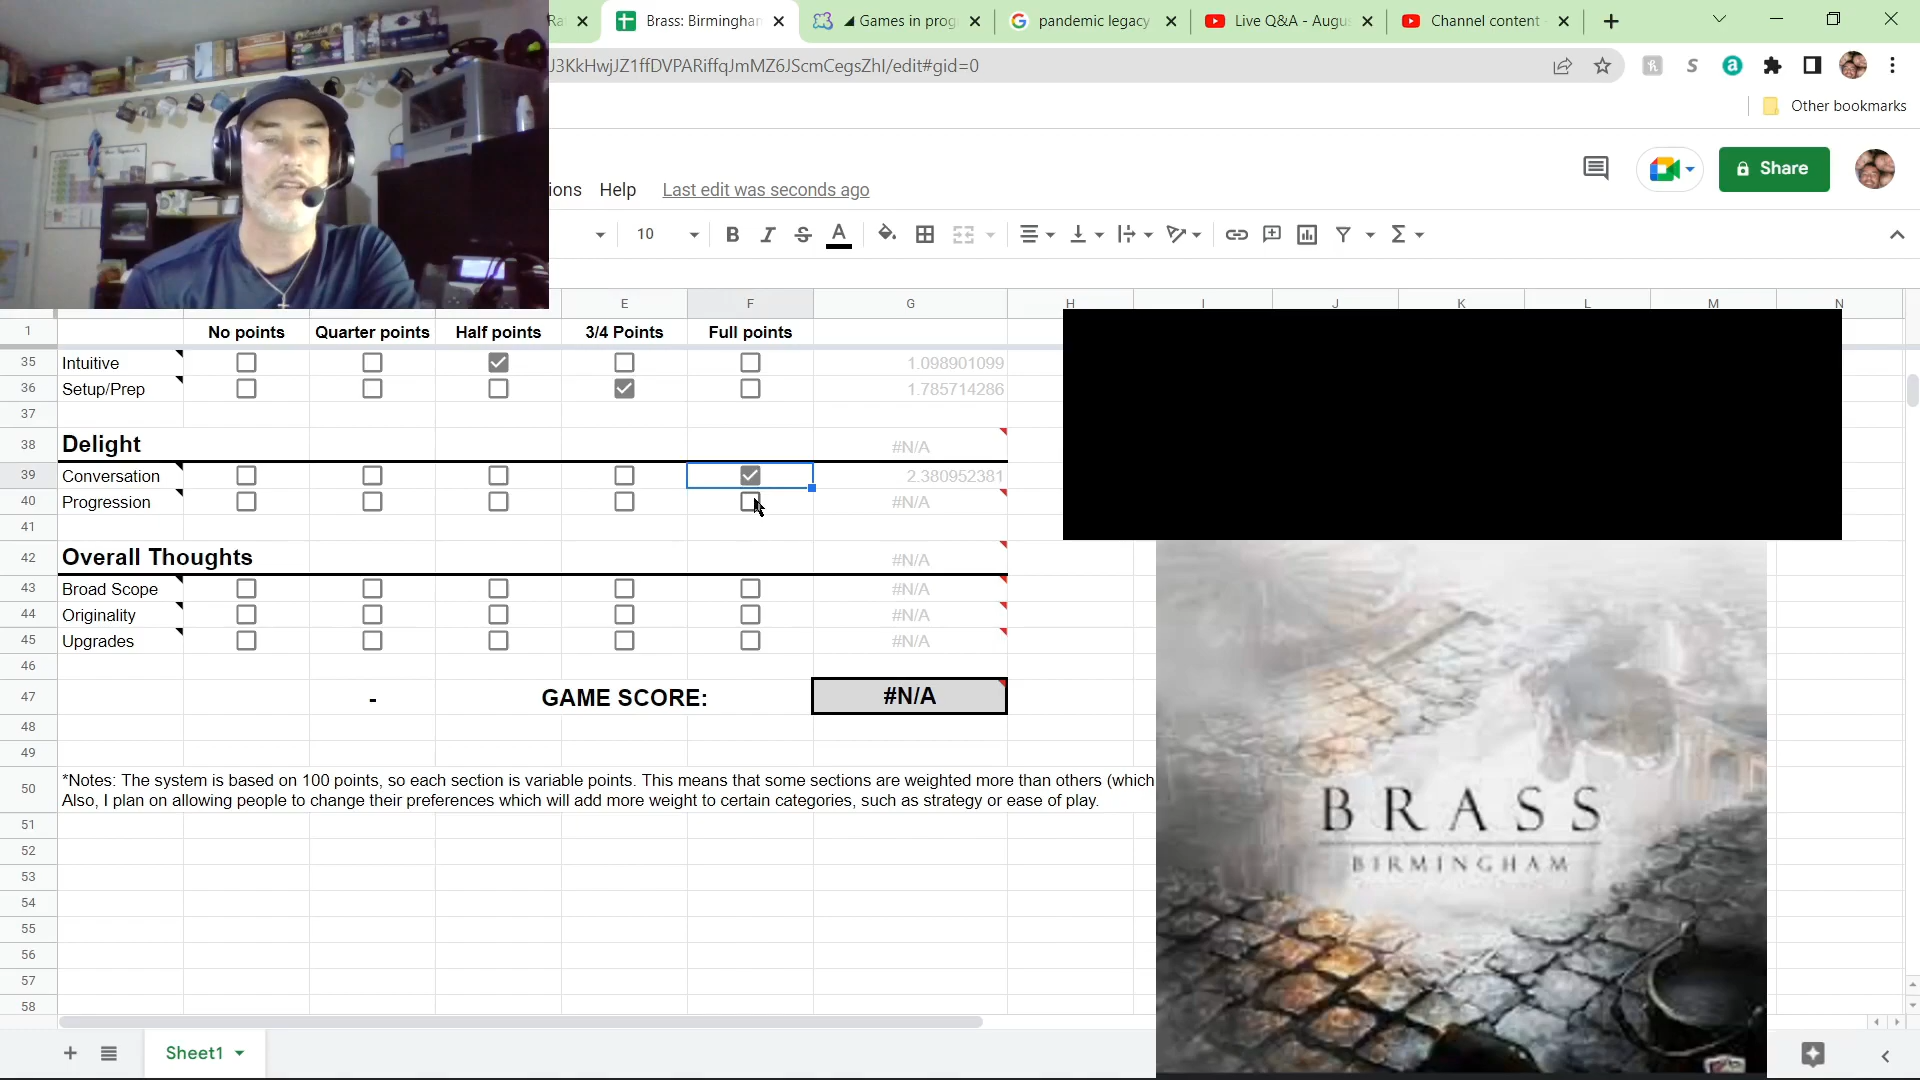 Ra
Brass: Birminghan
Games in prog
pandemic legacy
Live Q&A - Augu
Channel content
J3KkHwjJZ1ffDVPARiffqJmMZ6JScmCegsZhI/edit#gid=0
Other bookmarks
ions Help Last edit was seconds ago
Share
10
B I S A
E F G H I J K L M N
1 No points Quarter points Half points 3/4 Points Full points
35 Intuitive 1.098901099
36 Setup/Prep 1.785714286
37
38 Delight #N/A
39 Conversation 2.380952381
40 Progression #N/A
41
42 Overall Thoughts #N/A
43 Broad Scope #N/A
44 Originality #N/A
45 Upgrades #N/A
46
47 - GAME SCORE: #N/A
48
49
50 *Notes: The system is based on 100 points, so each section is variable points. This means that some sections are weighted more than others (which
Also, I plan on allowing people to change their preferences which will add more weight to certain categories, such as strategy or ease of play.
51
52
53
54
55
56
57
58
BRASS
BIRMINGHAM
Sheet1